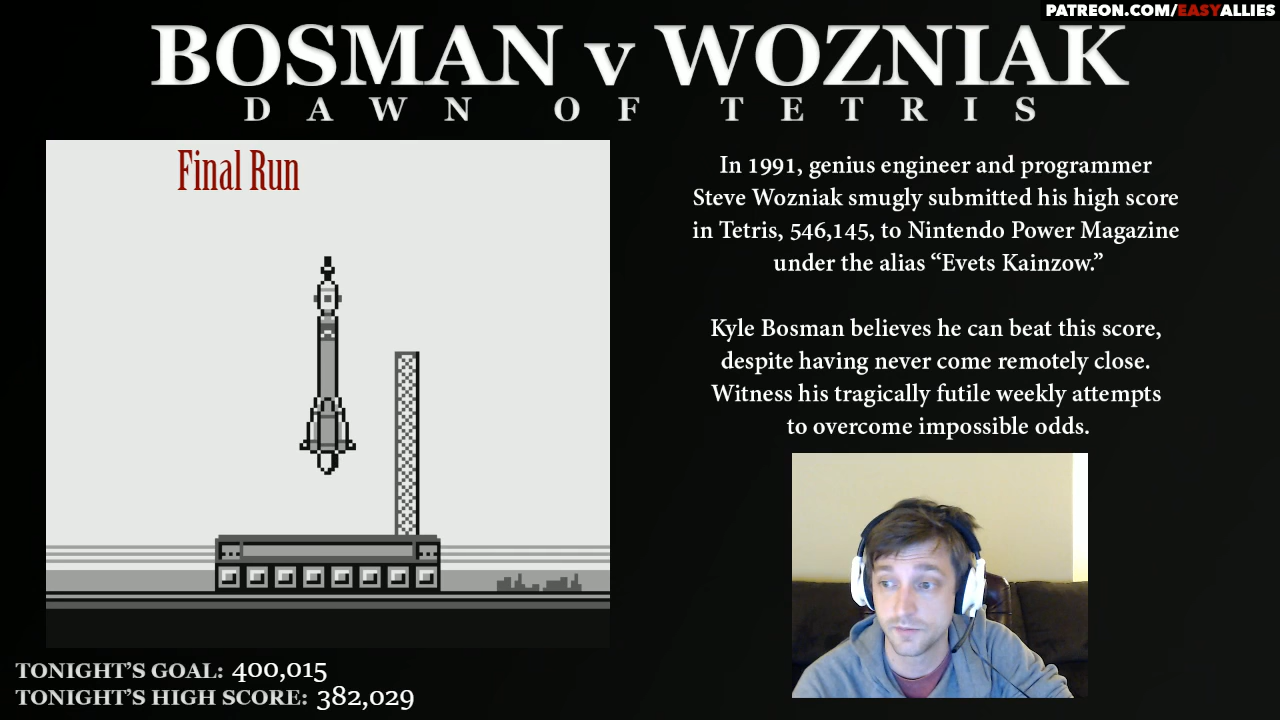 PATREON.COM/EASYALLIES
BOSMAN v WOZNIAK
DAWN OF TETRIS
Final Run
In 1991, genius engineer and programmer
Steve Wozniak smugly submitted his high score
in Tetris, 546,145, to Nintendo Power Magazine
under the alias “Evets Kainzow.”
Kyle Bosman believes he can beat this score,
despite having never come remotely close.
Witness his tragically futile weekly attempts
to overcome impossible odds.
TONIGHT’S GOAL: 400,015
TONIGHT’S HIGH SCORE: 382,029